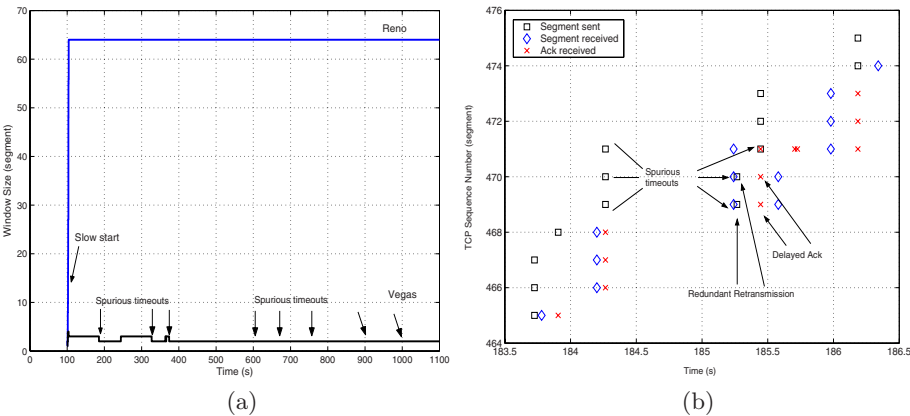 70
60
50
40
30
20
10
0
Window Size (segment)
Reno
Slow start
Spurious timeouts
Spurious timeouts
Vegas
0 100 200 300 400 500 600 700 800 900 1000 1100
Time (s)
(a)
476
474
472
470
468
466
464
TCP Sequence Number (segment)
Segment sent
Segment received
Ack received
Spurious
timeouts
Delayed Ack
Redundant Retransmission
183.5 184 184.5 185 185.5 186 186.5
Time (s)
(b)